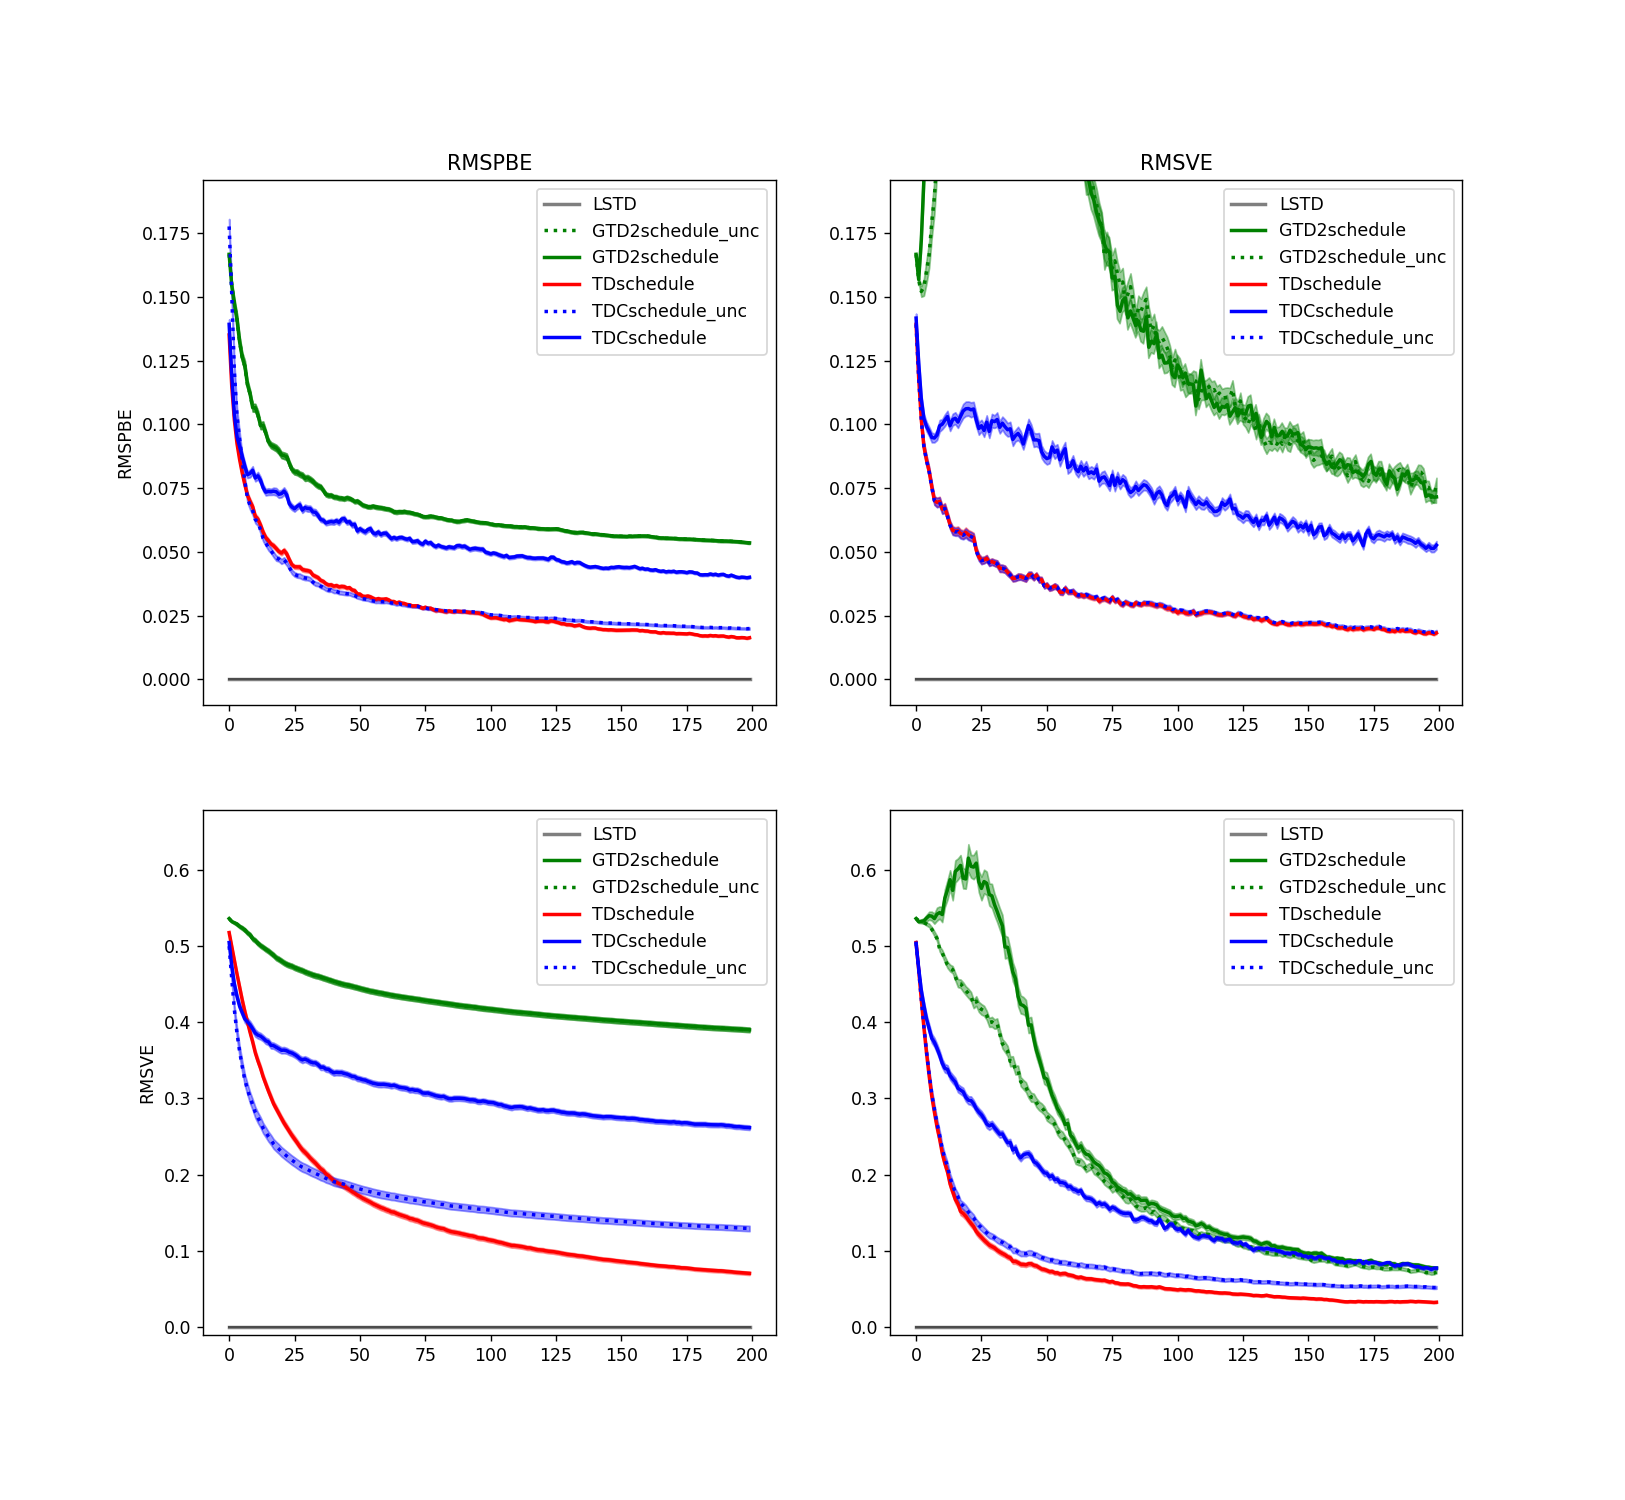 RMSPBE
RMSVE
RMSPBE
0.175
0.150
0.125
0.100
0.075
0.050
0.025
0.000
0 25 50 75 100 125 150 175 200
LSTD
GTD2schedule_unc
GTD2schedule
TDschedule
TDCschedule_unc
TDCschedule
0.175
0.150
0.125
0.100
0.075
0.050
0.025
0.000
0 25 50 75 100 125 150 175 200
LSTD
GTD2schedule
GTD2schedule_unc
TDschedule
TDCschedule
TDCschedule_unc
RMSVE
0.6
0.5
0.4
0.3
0.2
0.1
0.0
0 25 50 75 100 125 150 175 200
LSTD
GTD2schedule
GTD2schedule_unc
TDschedule
TDCschedule
TDCschedule_unc
0.6
0.5
0.4
0.3
0.2
0.1
0.0
0 25 50 75 100 125 150 175 200
LSTD
GTD2schedule
GTD2schedule_unc
TDschedule
TDCschedule
TDCschedule_unc